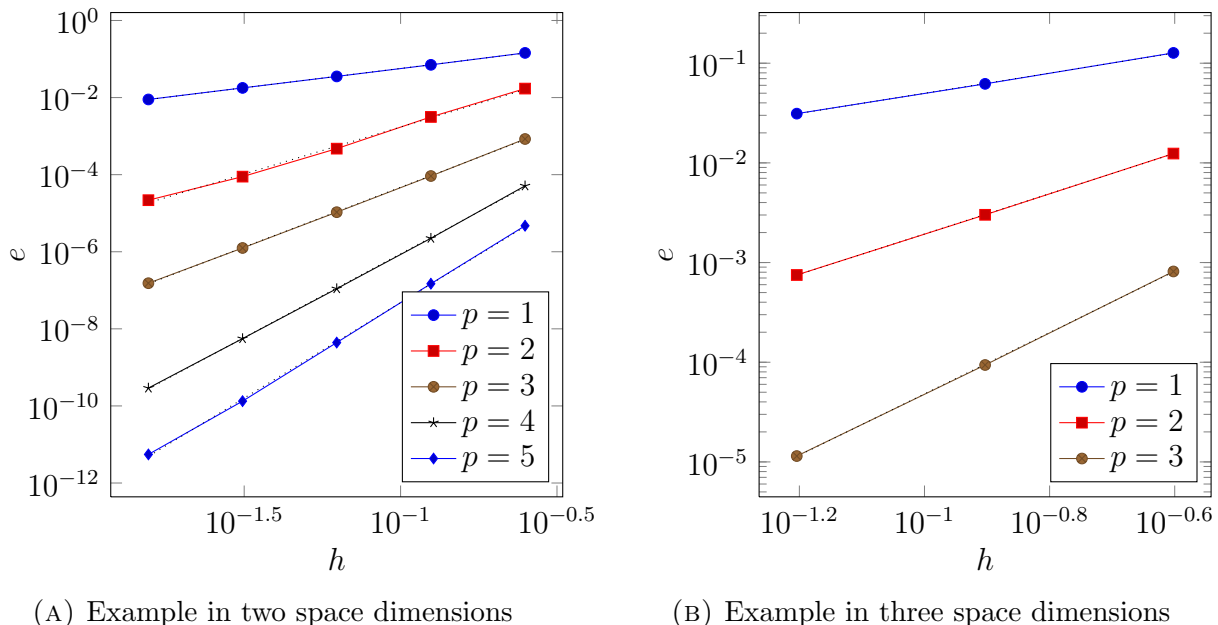 10^0
10^{-2}
10^{-4}
10^{-6}
10^{-8}
10^{-10}
10^{-12}
e
10^{-1.5}
10^{-1}
10^{-0.5}
h
p = 1
p = 2
p = 3
p = 4
p = 5
(A) Example in two space dimensions
10^{-1}
10^{-2}
10^{-3}
10^{-4}
10^{-5}
e
10^{-1.2}
10^{-1}
10^{-0.8}
10^{-0.6}
h
p = 1
p = 2
p = 3
(B) Example in three space dimensions